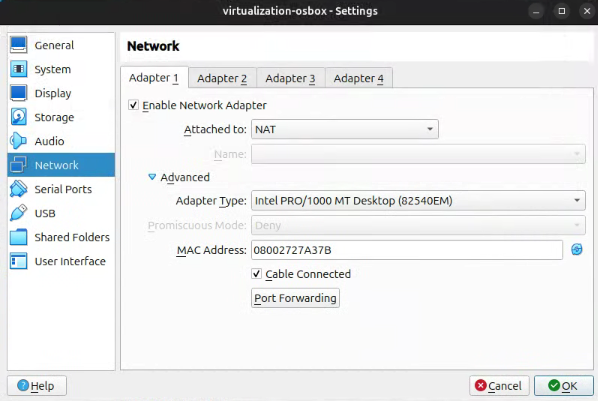 virtualization-osbox - Settings
General
System
Display
Storage
Audio
Network
Serial Ports
USB
Shared Folders
User Interface
Network
Adapter 1 Adapter 2 Adapter 3 Adapter 4
Enable Network Adapter
Attached to: NAT
Name:
Advanced
Adapter Type: Intel PRO/1000 MT Desktop (82540EM)
Promiscuous Mode: Deny
MAC Address: 08002727A37B
Cable Connected
Port Forwarding
Help Cancel OK